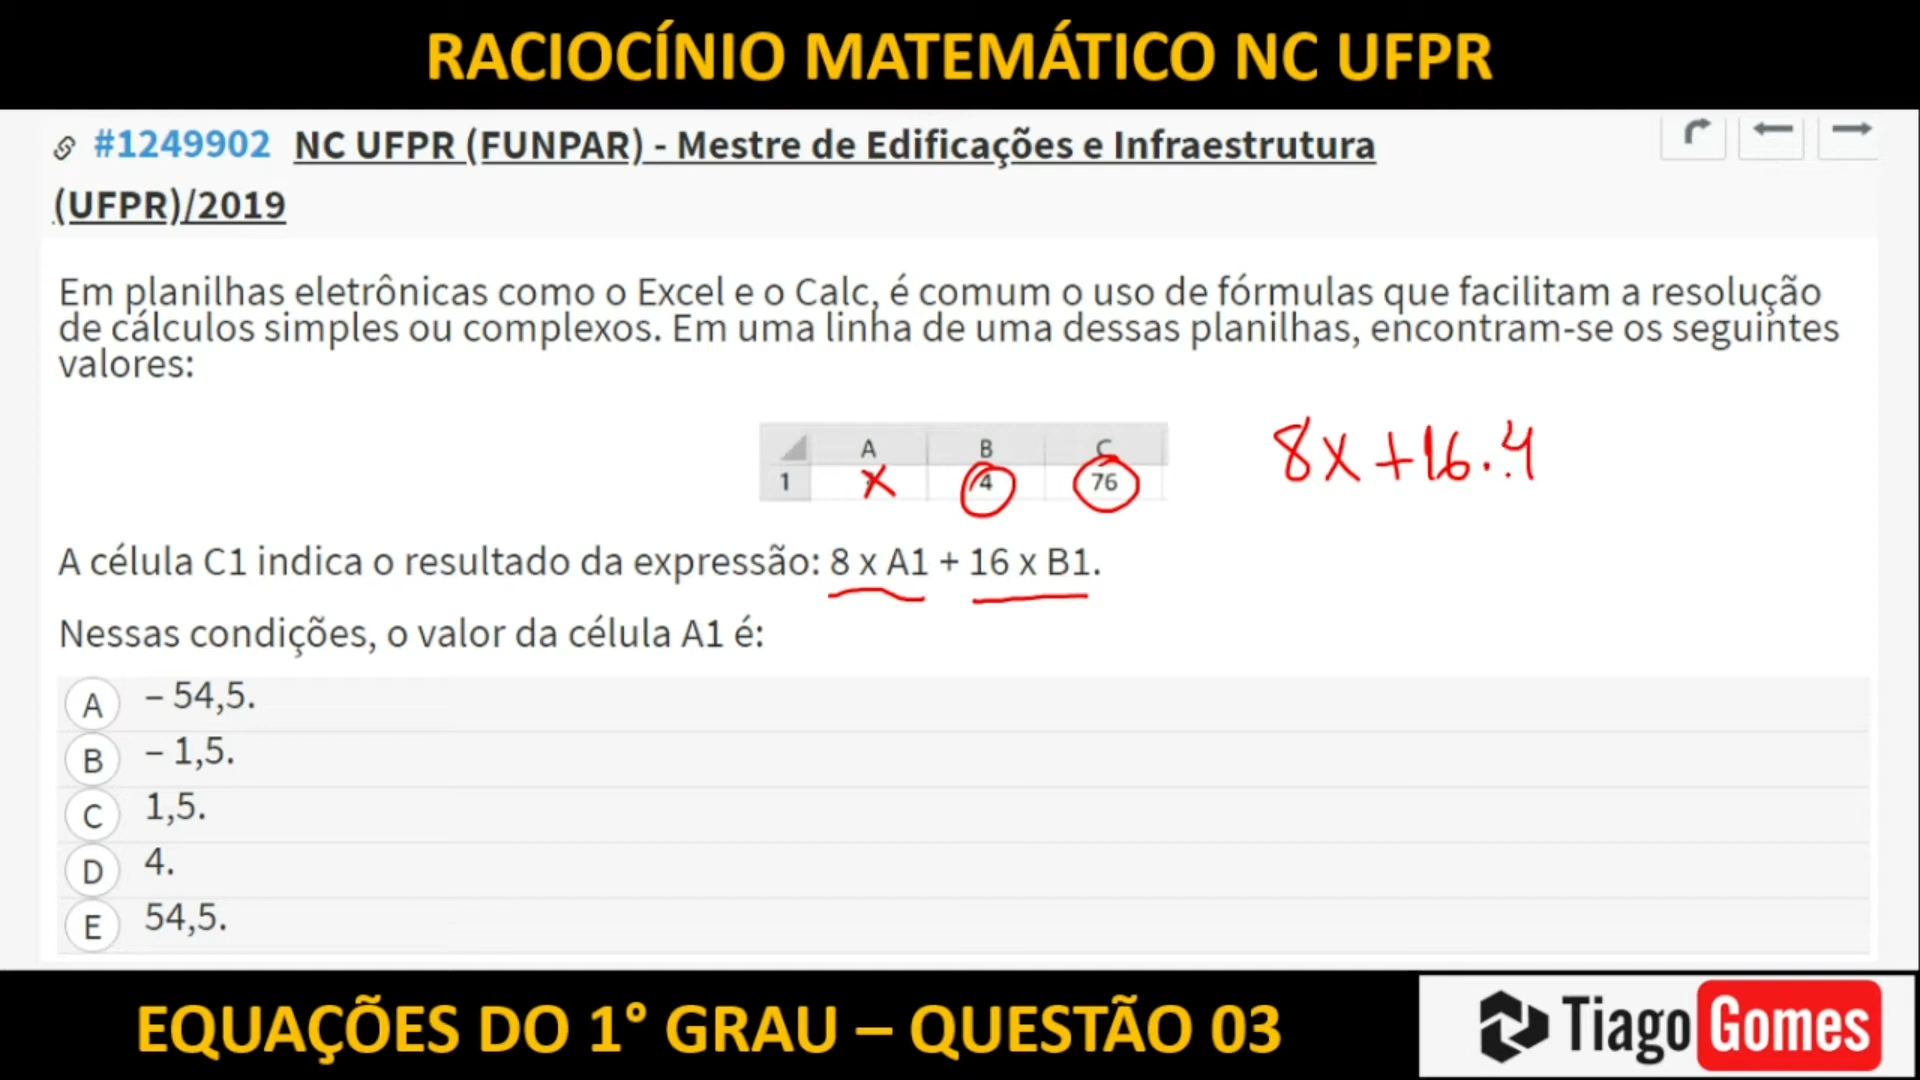 RACIOCÍNIO MATEMÁTICO NC UFPR
#1249902 NC UFPR (FUNPAR) - Mestre de Edificações e Infraestrutura
(UFPR)/2019
Em planilhas eletrônicas como o Excel e o Calc, é comum o uso de fórmulas que facilitam a resolução
de cálculos simples ou complexos. Em uma linha de uma dessas planilhas, encontram-se os seguintes
valores:
A B C
1 x 4 76
8x+16.4
A célula C1 indica o resultado da expressão: 8 x A1 + 16 x B1.
Nessas condições, o valor da célula A1 é:
A – 54,5.
B – 1,5.
C 1,5.
D 4.
E 54,5.
EQUAÇÕES DO 1° GRAU – QUESTÃO 03
Tiago Gomes